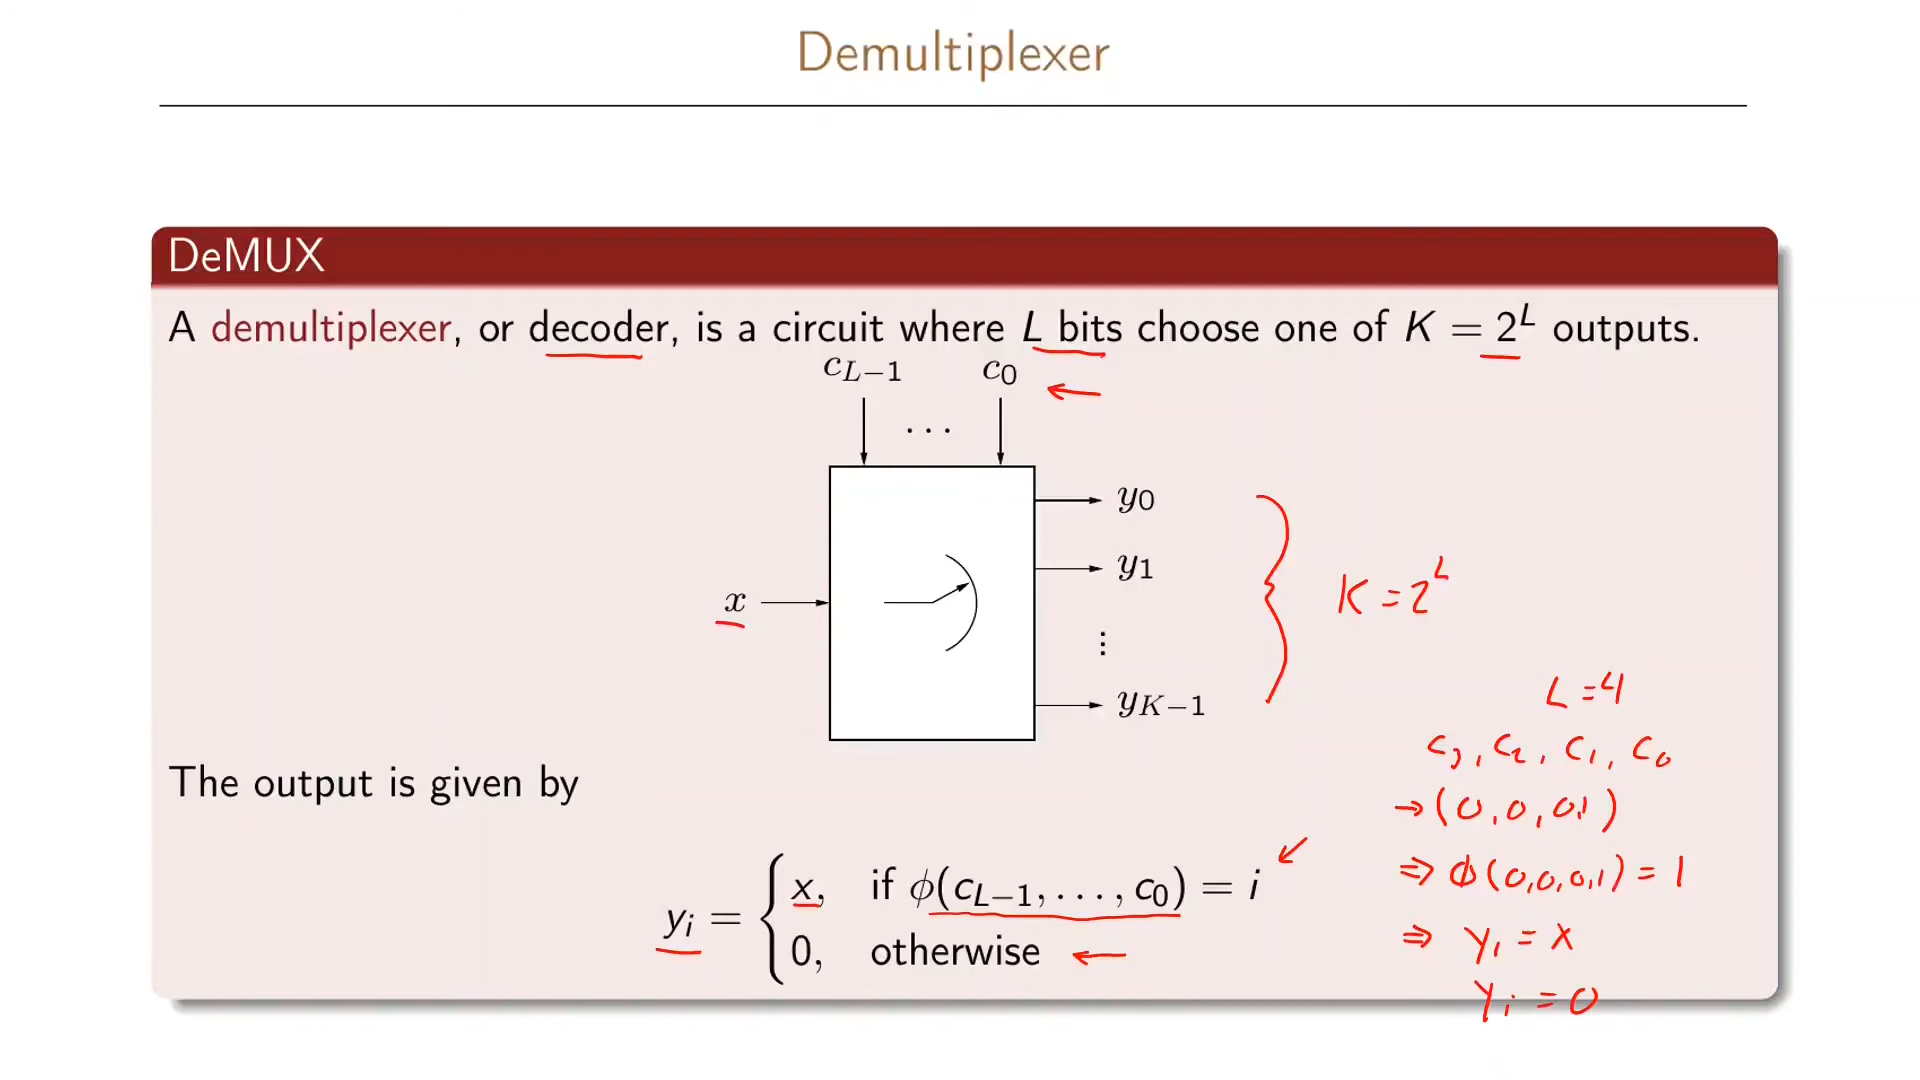 Demultiplexer
DeMUX
A demultiplexer, or decoder, is a circuit where L bits choose one of K = 2^L outputs.
c_{L−1} c_0
· · ·
y_0
y_1
x
⋮
y_{K−1}
K = 2^L
L = 4
c_3, c_2, c_1, c_0
→ (0, 0, 0, 1)
⇒ ϕ(0,0,0,1) = 1
⇒ y_1 = x
y_i = 0
The output is given by
y_i = { x, if ϕ(c_{L−1}, . . . , c_0) = i
0, otherwise